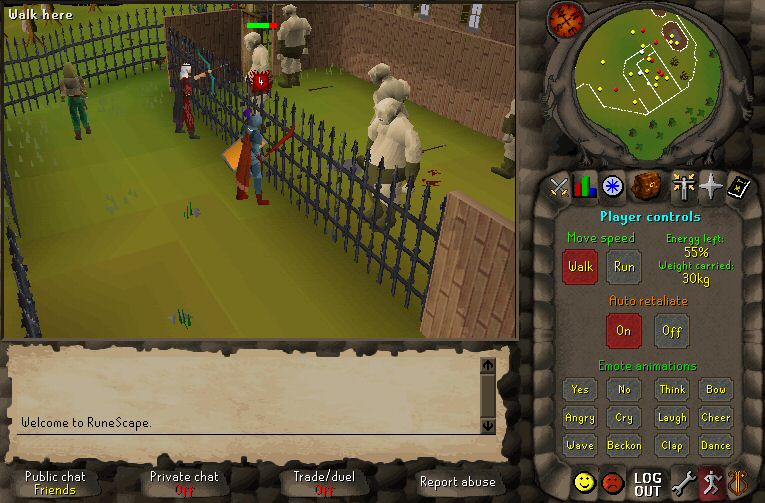 Walk here
4
Player controls
Move speed
Energy left:
55%
Walk
Run
Weight carried:
30kg
Auto retaliate
On
Off
Emote animations
Yes
No
Think
Bow
Angry
Cry
Laugh
Cheer
Wave
Beckon
Clap
Dance
Welcome to RuneScape.
Public chat
Friends
Private chat
Off
Trade/duel
Off
Report abuse
LOG
OUT